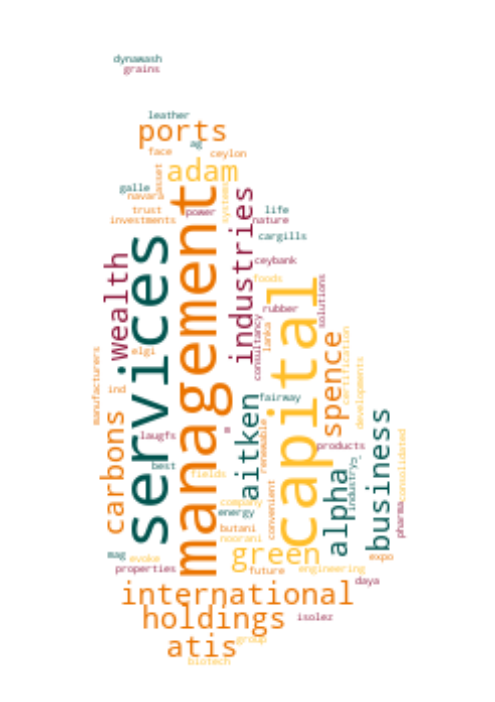 dynawash
grains
leather
ports
ag
face
ceylon
adam
asset
galle
navara
systems
trust
power
investments
life
nature
industries
cargills
wealth
services
management
ceybank
foods
capital
solutions
rubber
consultancy
lanka
spence
certification
elgi
manufacturers
developments
ind
fairway
aitken
carbons
business
consolidated
laugfs
m
renewable
products
best
fields
alpha
industry
company
convenient
energy
pharma
butani
noorani
green
mag
evoke
expo
properties
future
engineering
daya
international
holdings
isolez
atis
group
biotech